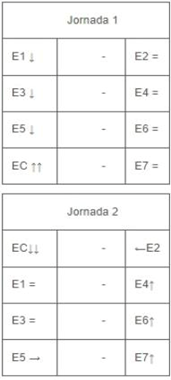 Jornada 1
E1 ↓ - E2 =
E3 ↓ - E4 =
E5 ↓ - E6 =
EC ↑↑ - E7 =
Jornada 2
EC↓↓ - ←E2
E1 = - E4↑
E3 = - E6↑
E5 → - E7↑